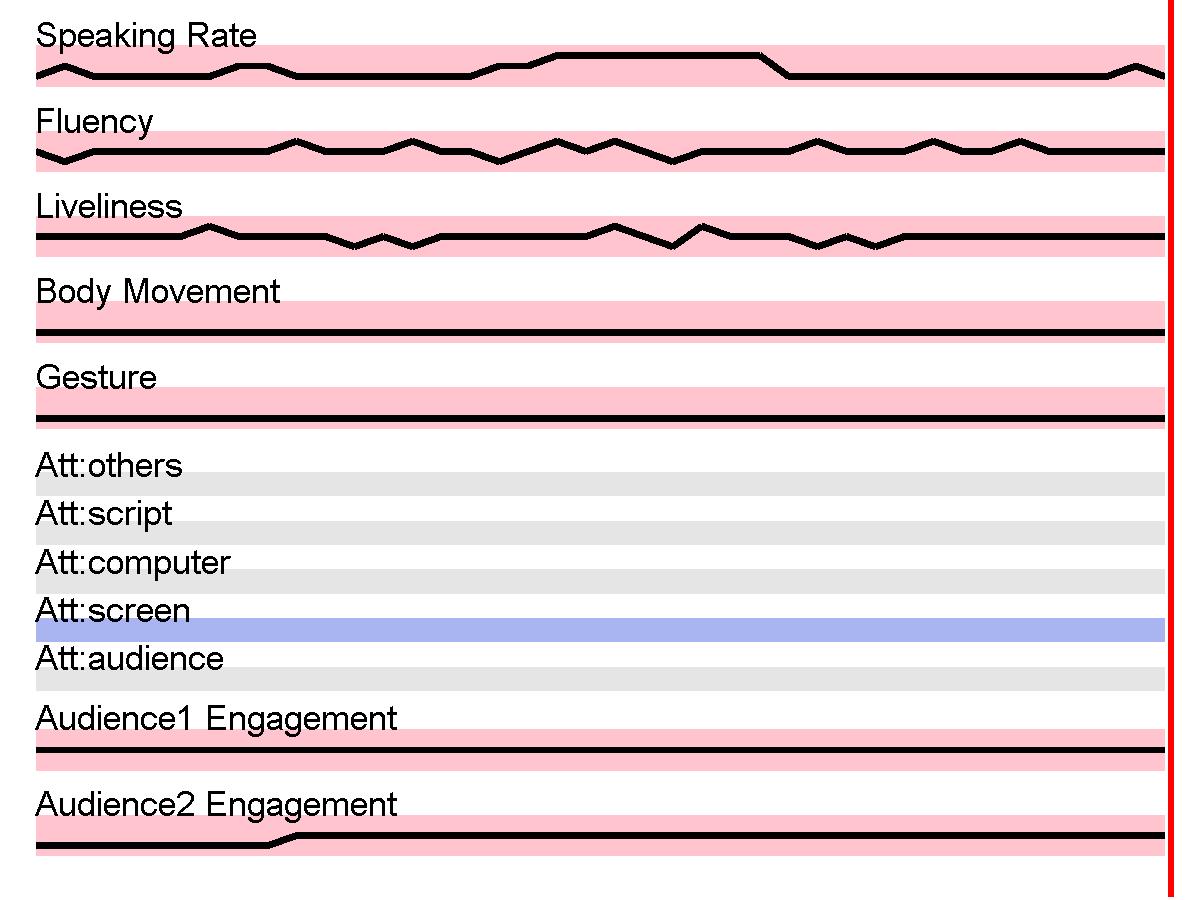 Speaking Rate
Fluency
Liveliness
Body Movement
Gesture
Att:others
Att:script
Att:computer
Att:screen
Att:audience
Audience1 Engagement
Audience2 Engagement